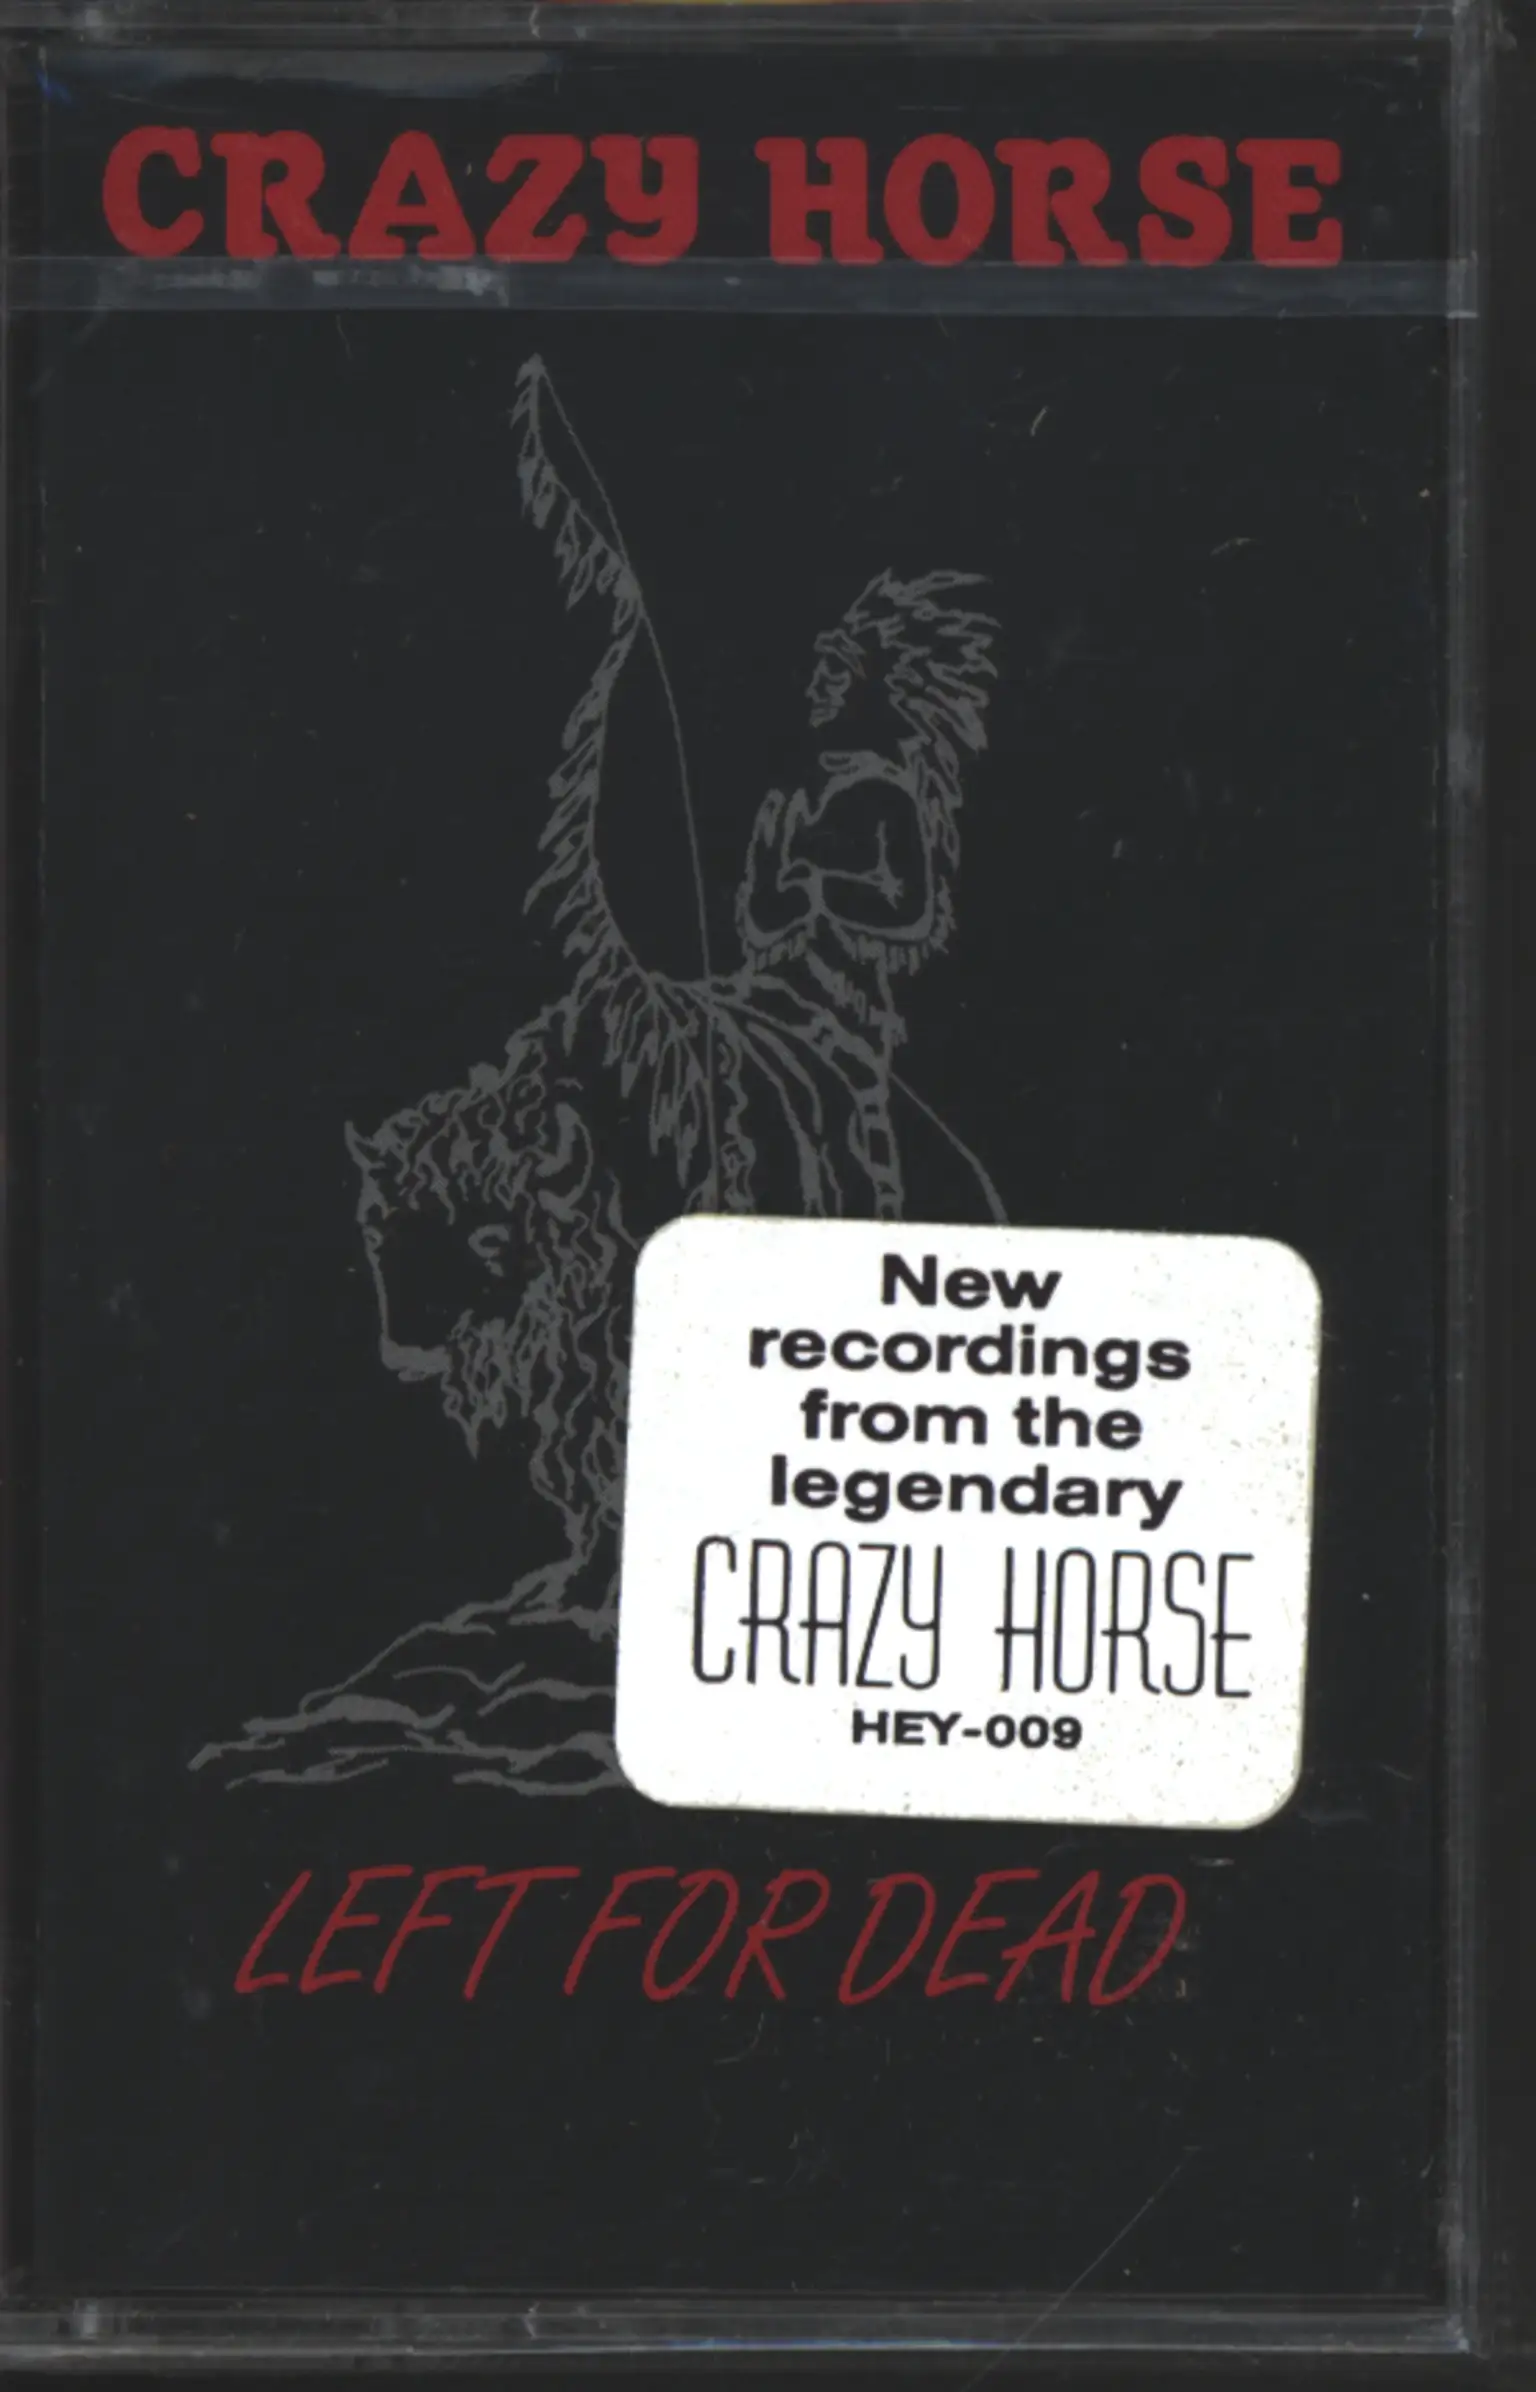 CRAZY HORSE
New
recordings
from the
legendary
CRAZY HORSE
HEY-009
LEFT FOR DEAD